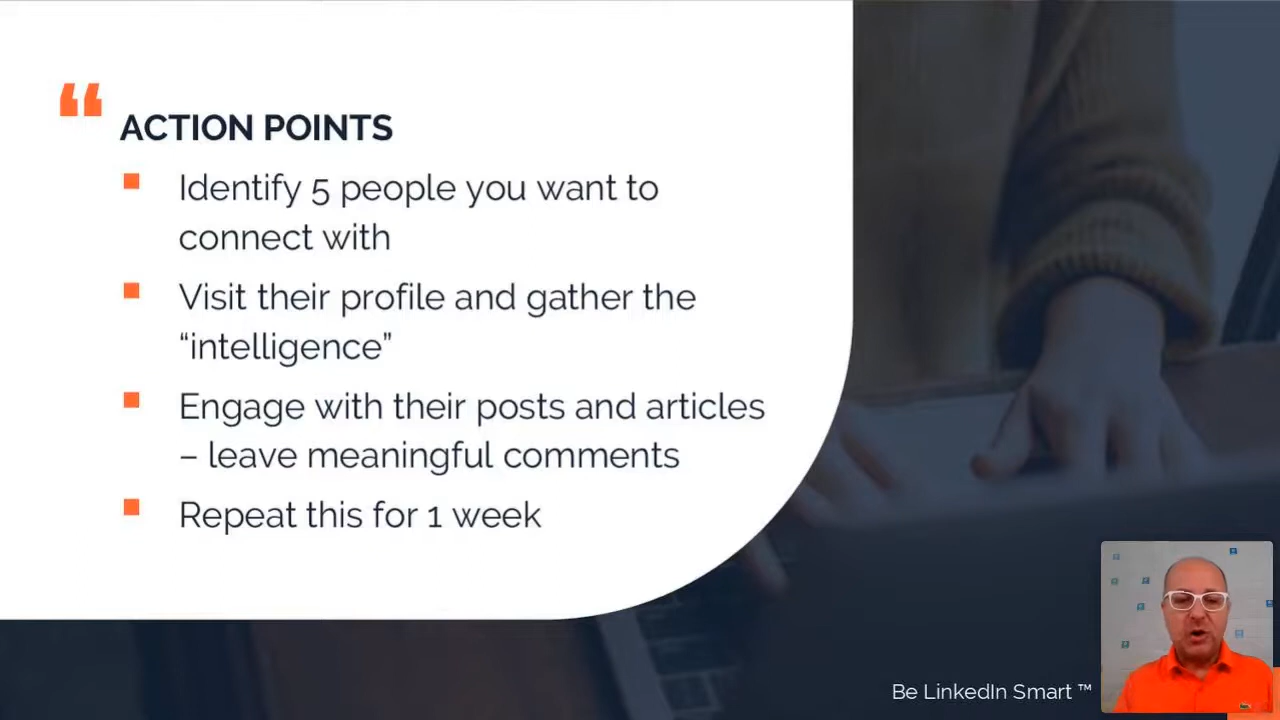 “
ACTION POINTS
Identify 5 people you want to
connect with
Visit their profile and gather the
“intelligence”
Engage with their posts and articles
– leave meaningful comments
Repeat this for 1 week
Be LinkedIn Smart ™